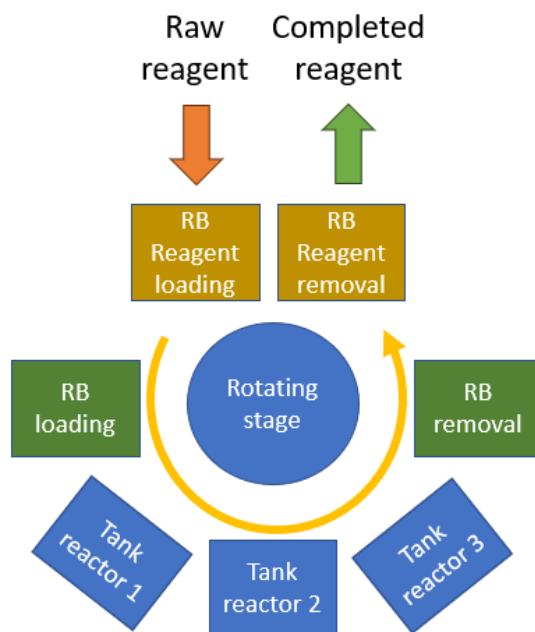 Raw
reagent
Completed
reagent
RB
Reagent
loading
RB
Reagent
removal
RB
loading
Rotating
stage
RB
removal
Tank
reactor 1
Tank
reactor 2
Tank
reactor 3